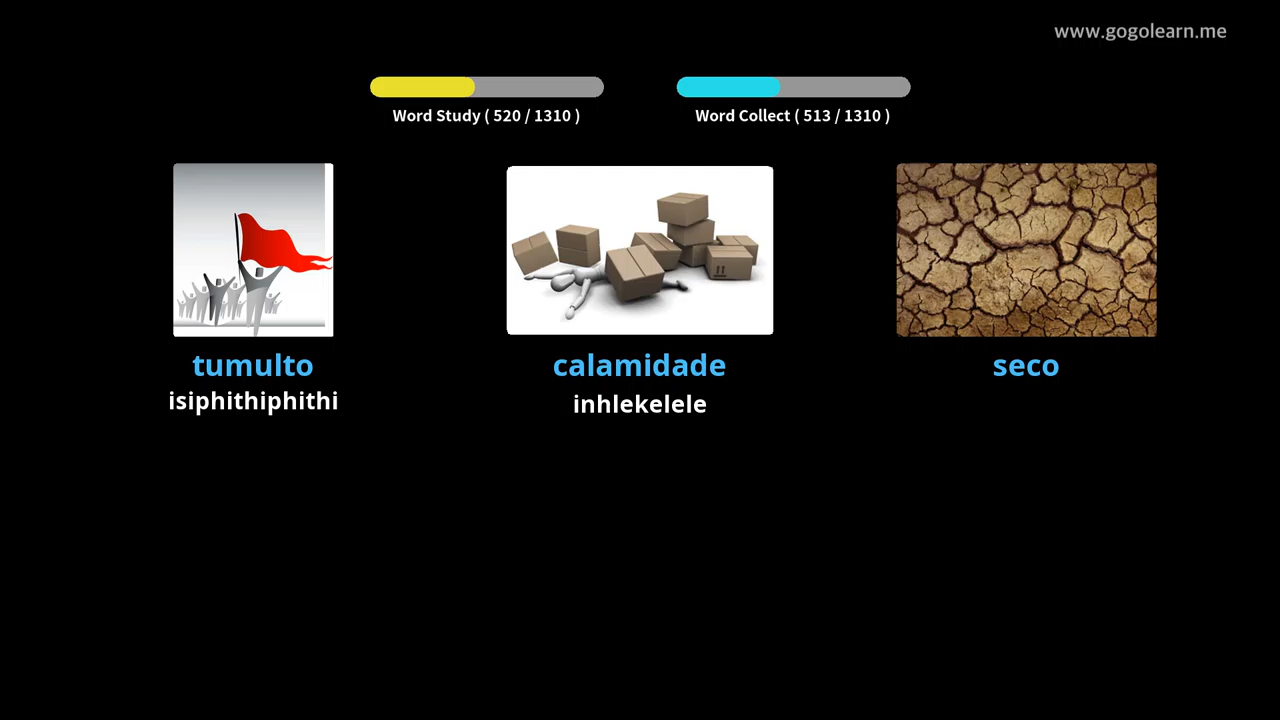 www.gogolearn.me
Word Study ( 520 / 1310 )
Word Collect ( 513 / 1310 )
tumulto
isiphithiphithi
calamidade
inhlekelele
seco